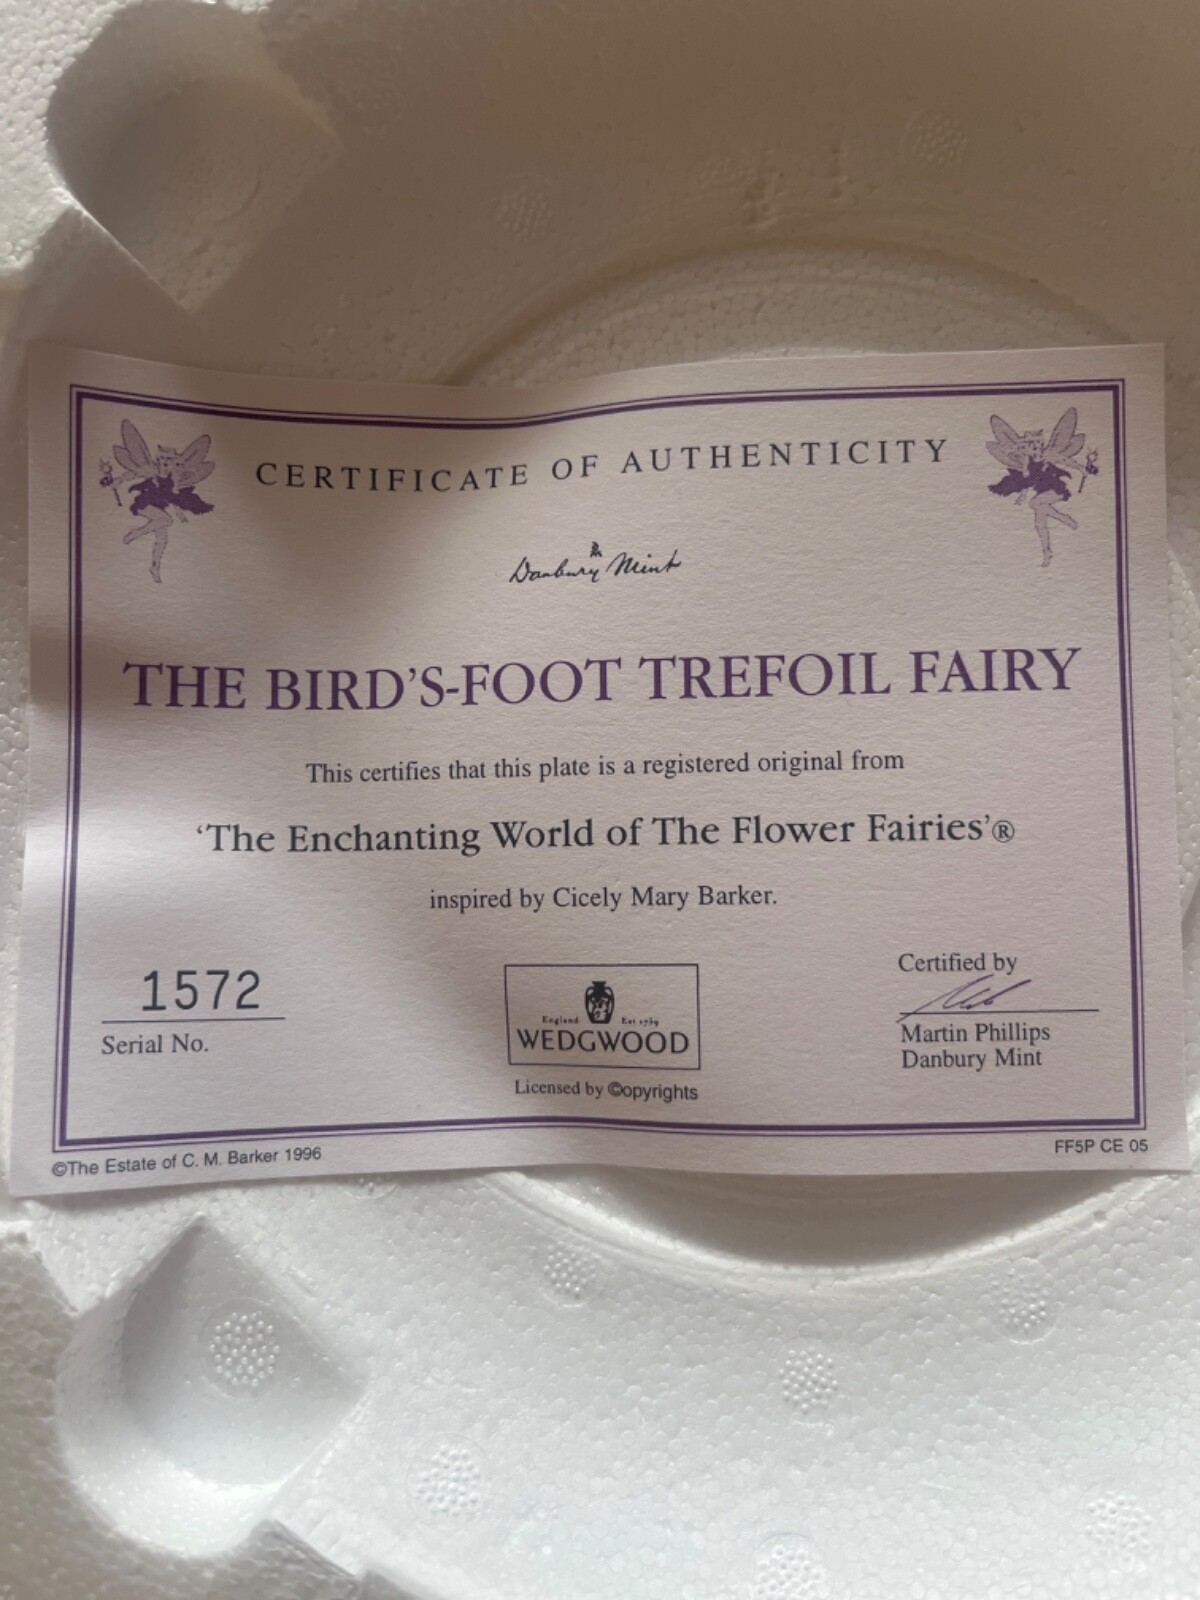 CERTIFICATE OF AUTHENTICITY
Danbury Mint
THE BIRD'S-FOOT TREFOIL FAIRY
This certifies that this plate is a registered original from
‘The Enchanting World of The Flower Fairies’®
inspired by Cicely Mary Barker.
1572
Serial No.
England Est 1759
WEDGWOOD
Licensed by ©opyrights
Certified by
Martin Phillips
Danbury Mint
©The Estate of C. M. Barker 1996
FF5P CE 05